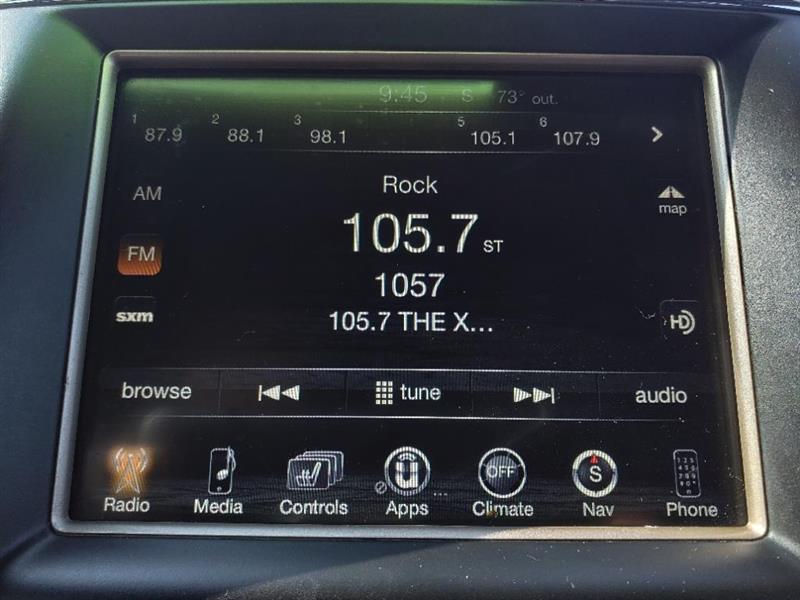 9:45 S 73° out.
1 87.9 2 88.1 3 98.1 5 105.1 6 107.9
Rock
AM
map
105.7 ST
FM
1057
sxm
105.7 THE X...
HD
browse tune audio
OFF S
Radio Media Controls Apps Climate Nav Phone